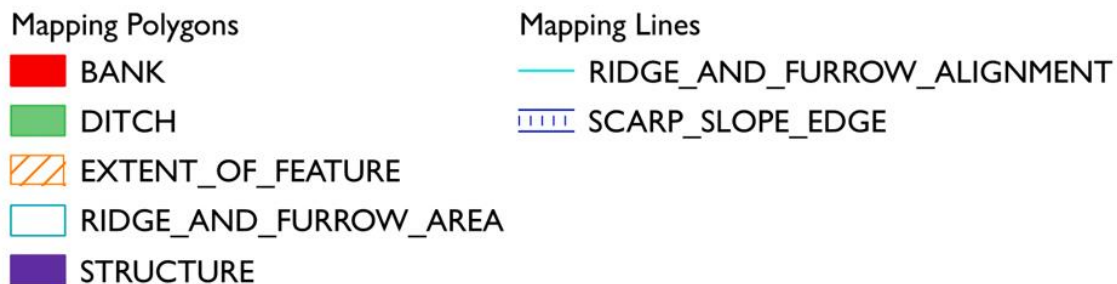 Mapping Polygons
BANK
DITCH
EXTENT_OF_FEATURE
RIDGE_AND_FURROW_AREA
STRUCTURE
Mapping Lines
RIDGE_AND_FURROW_ALIGNMENT
SCARP_SLOPE_EDGE